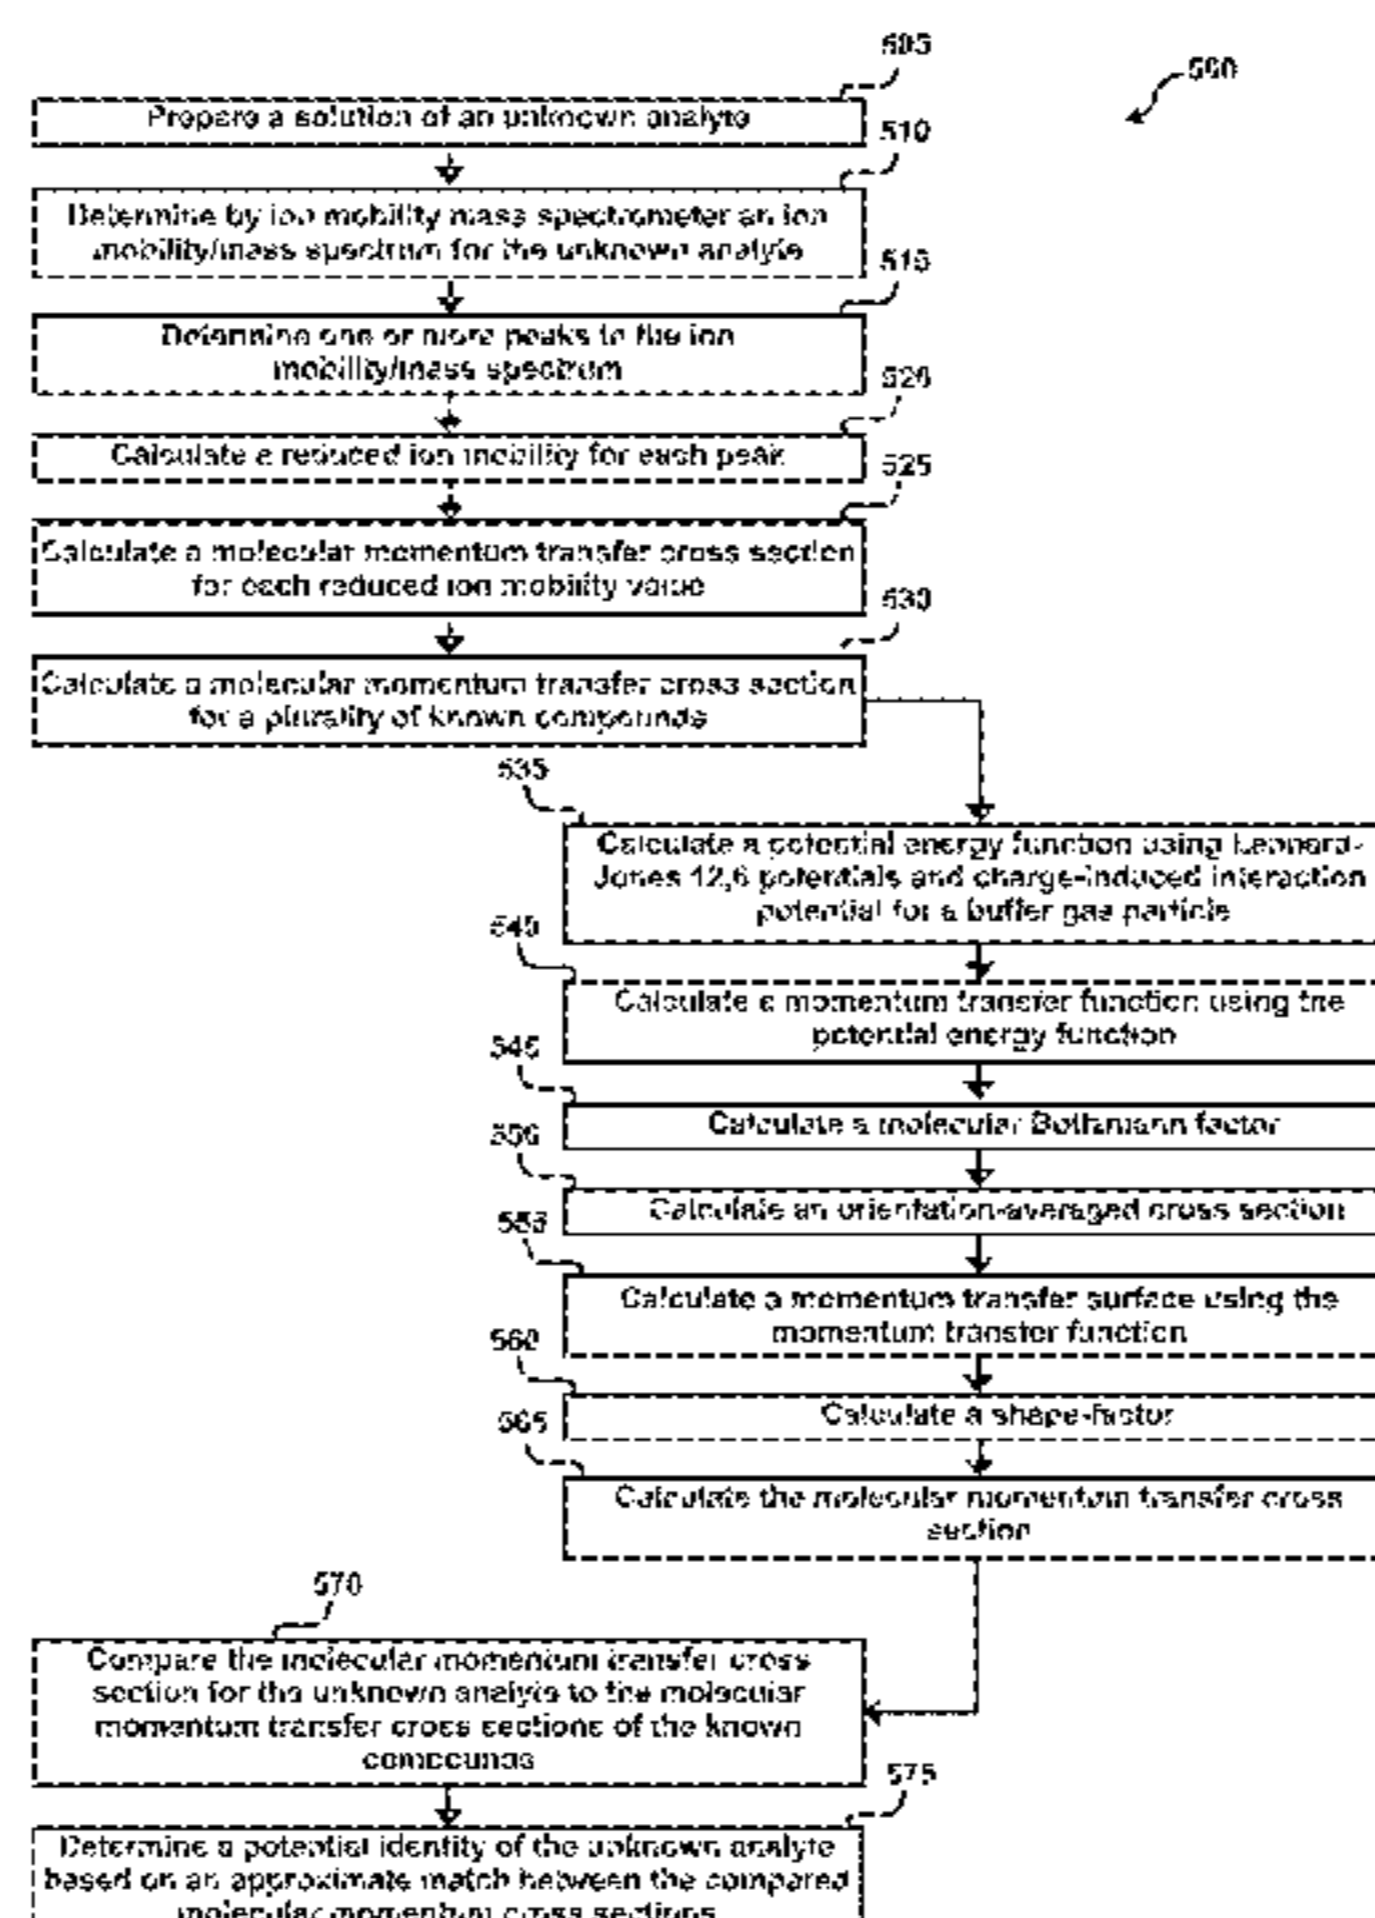 505
500
Prepare a solution of an unknown analyte
510
Determine by ion mobility mass spectrometer an ion
mobility/mass spectrum for the unknown analyte
515
Determine one or more peaks in the ion
mobility/mass spectrum
520
Calculate a reduced ion mobility for each peak
525
Calculate a molecular momentum transfer cross section
for each reduced ion mobility value
530
Calculate a molecular momentum transfer cross section
for a plurality of known compounds
535
Calculate a potential energy function using Lennard-
Jones 12,6 potentials and charge-induced interaction
potential for a buffer gas particle
540
Calculate a momentum transfer function using the
potential energy function
545
Calculate a molecular Boltzmann factor
550
Calculate an orientation-averaged cross section
555
Calculate a momentum transfer surface using the
momentum transfer function
560
Calculate a shape-factor
565
Calculate the molecular momentum transfer cross
section
570
Compare the molecular momentum transfer cross
section for the unknown analyte to the molecular
momentum transfer cross sections of the known
compounds
575
Determine a potential identity of the unknown analyte
based on an approximate match between the compared
molecular momentum cross sections